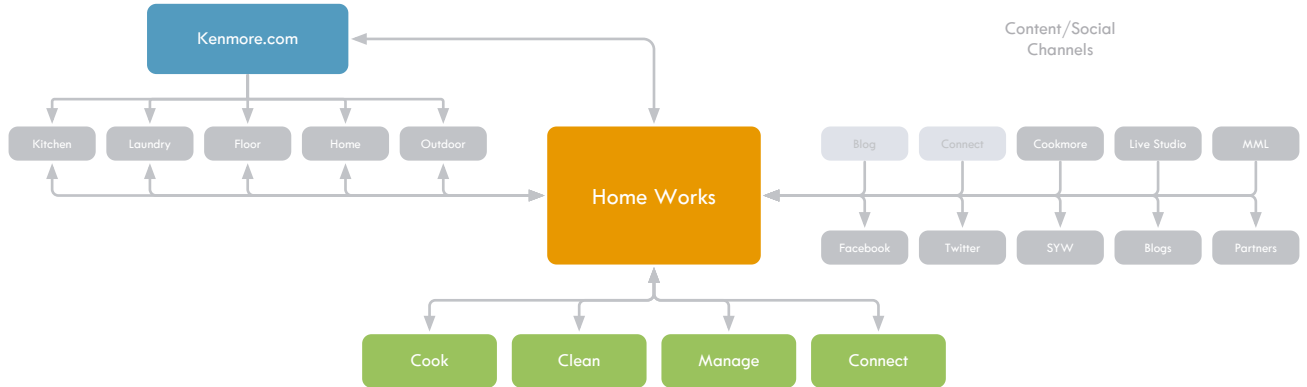 Kenmore.com
Content/Social
Channels
Kitchen
Laundry
Floor
Home
Outdoor
Home Works
Blog
Connect
Cookmore
Live Studio
MML
Facebook
Twitter
SYW
Blogs
Partners
Cook
Clean
Manage
Connect